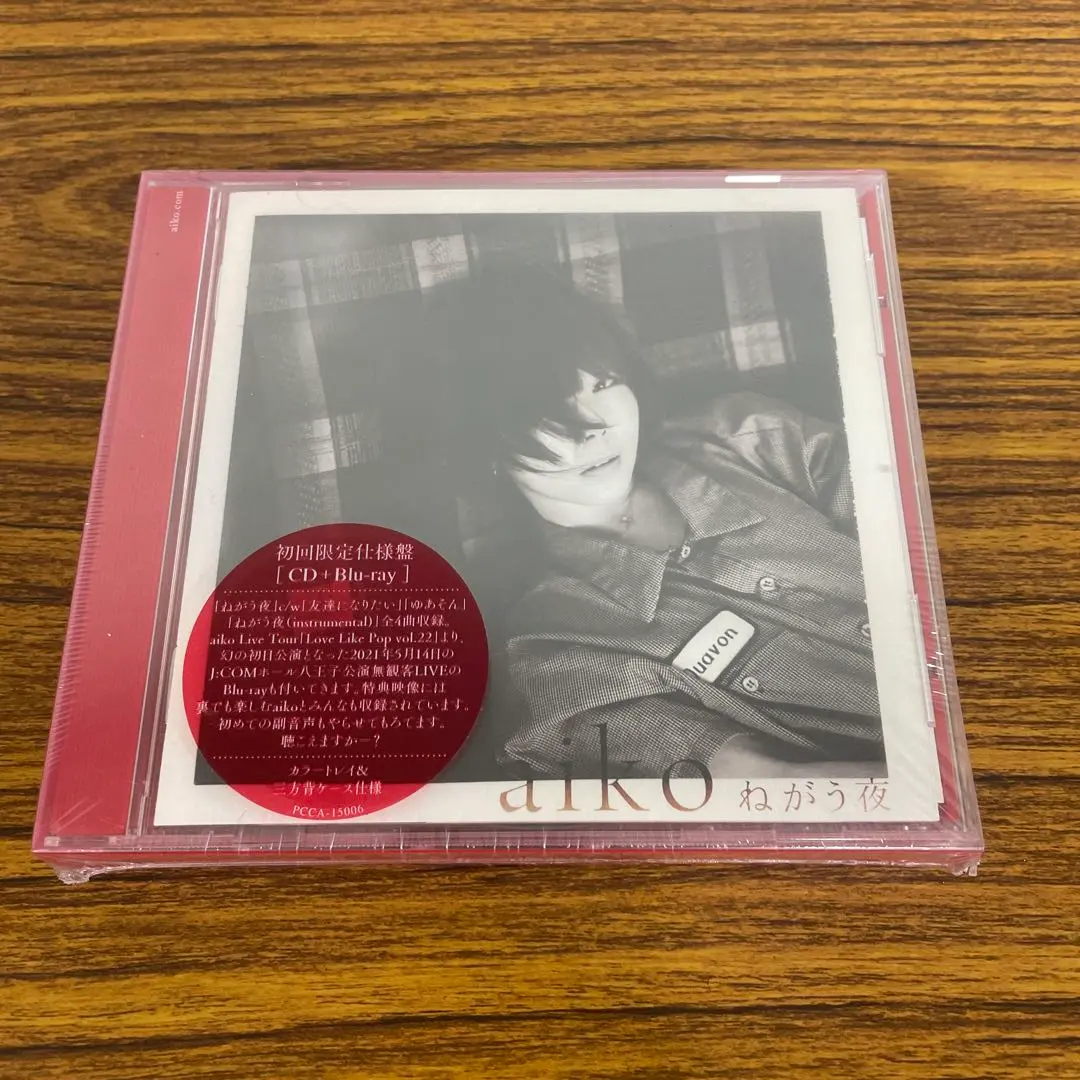 aiko.com
初回限定仕様盤
[ CD+Blu-ray ]
「ねがう夜」c/w「友達になりたい」「ゆあそん」
「ねがう夜(instrumental)」全4曲収録。
aiko Live Tour「Love Like Pop vol.22」より、
幻の初日公演となった2021年5月14日の
J:COMホール八王子公演無観客LIVEの
Blu-rayも付いてきます。特典映像には
裏でも楽しむaikoとみんなも収録されています。
初めての副音声もやらせてもろてます。
聴こえますかー?
カラートレイ&
三方背ケース仕様
PCCA-15006
uavon
aiko ねがう夜